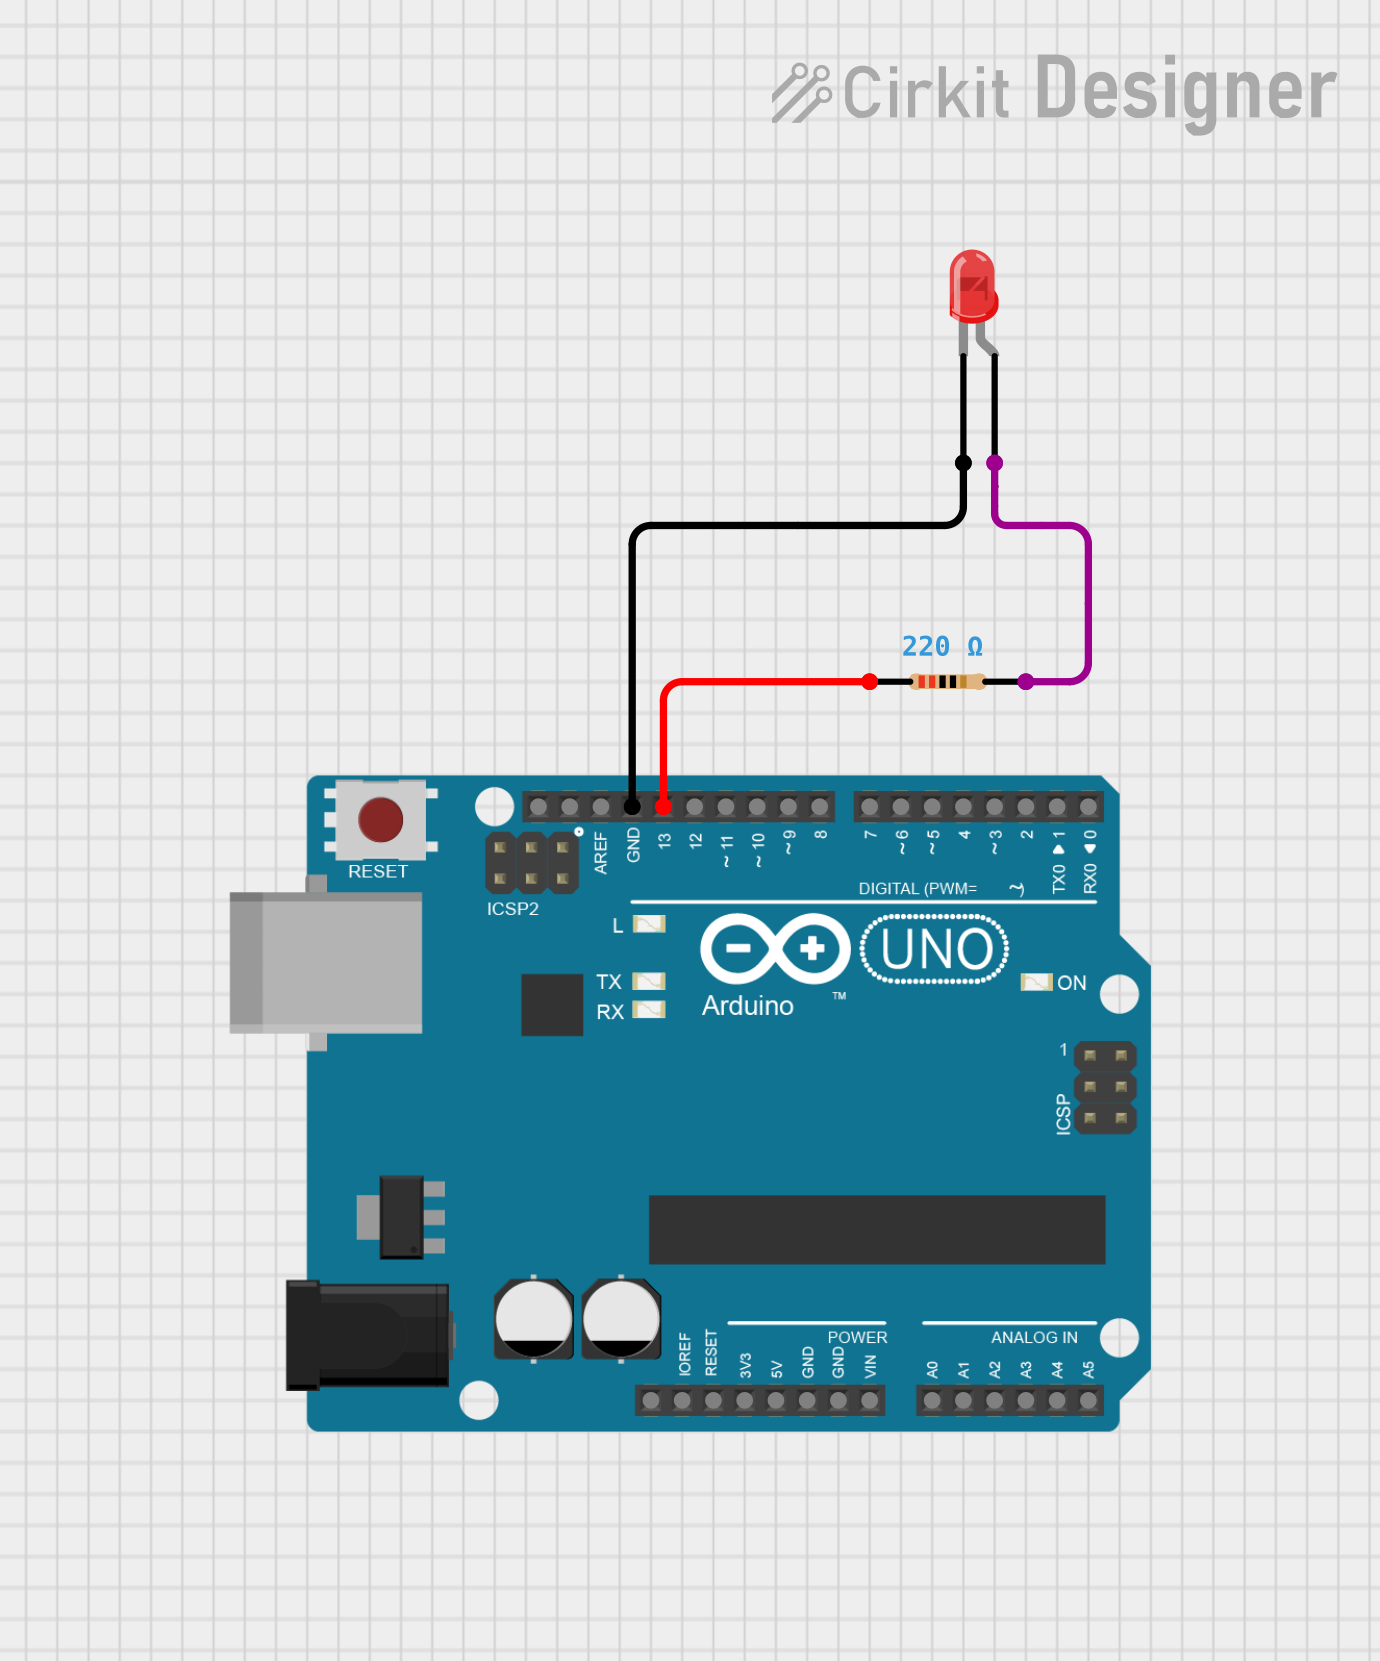 Cirkit Designer
220 Ω
RESET
ICSP2
AREF
GND
13
12
~11
~10
~9
8
7
~6
~5
4
~3
2
TX0 ▶ 1
RX0 ◀ 0
DIGITAL (PWM= ~)
L
TX
RX
Arduino
™
UNO
ON
1
ICSP
POWER
ANALOG IN
IOREF
RESET
3V3
5V
GND
GND
VIN
A0
A1
A2
A3
A4
A5